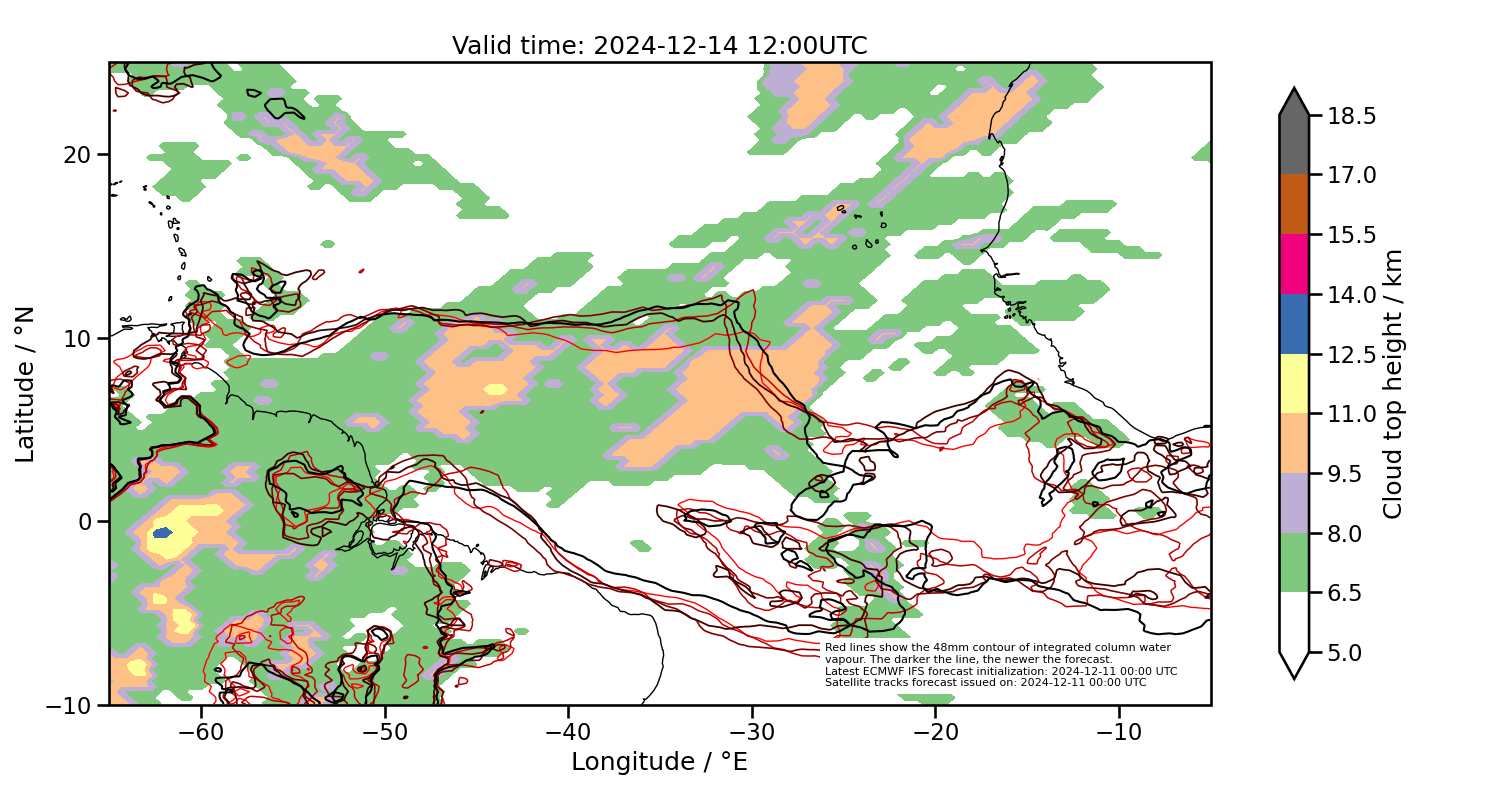 Valid time: 2024-12-14 12:00UTC
20
10
0
−10
Latitude / °N
−60
−50
−40
−30
−20
−10
Longitude / °E
Red lines show the 48mm contour of integrated column water
vapour. The darker the line, the newer the forecast.
Latest ECMWF IFS forecast initialization: 2024-12-11 00:00 UTC
Satellite tracks forecast issued on: 2024-12-11 00:00 UTC
18.5
17.0
15.5
14.0
12.5
11.0
9.5
8.0
6.5
5.0
Cloud top height / km